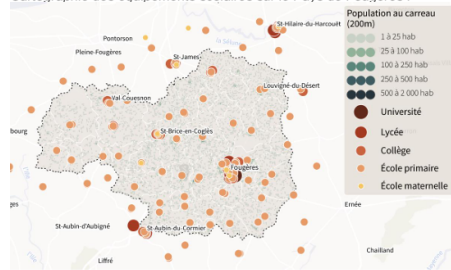 Pontorson
Pleine-Fougères
St-Hilaire-du-Harcouët
St-James
Louvigné-du-Désert
Val Couesnon
St-Brice-en-Coglès
Fougères
Ernée
St-Aubin-d'Aubigné
St-Aubin-du-Cormier
Liffré
Chailland
Population au carreau
(200m)
1 à 25 hab
25 à 100 hab
100 à 250 hab
250 à 500 hab
500 à 2 000 hab
Université
Lycée
Collège
École primaire
École maternelle